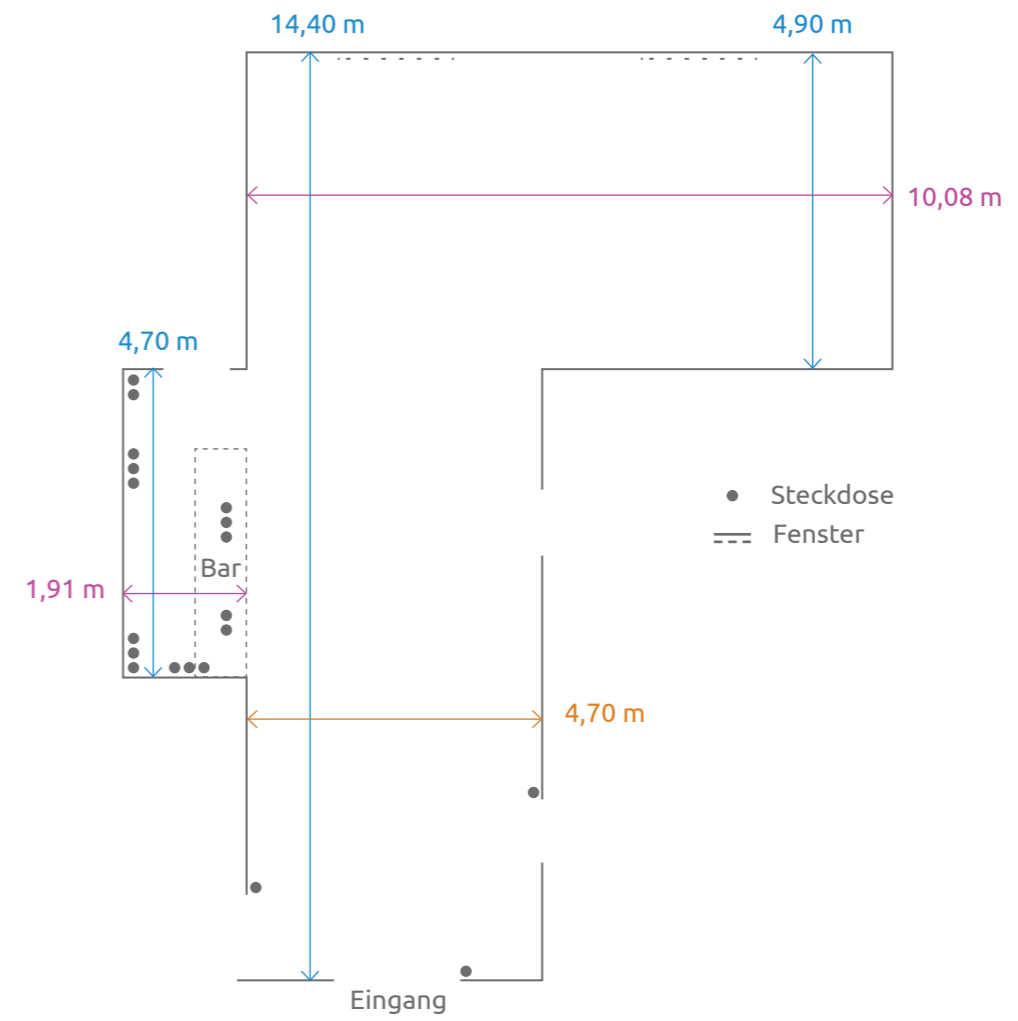 14,40 m
4,90 m
10,08 m
4,70 m
Steckdose
Fenster
Bar
1,91 m
4,70 m
Eingang